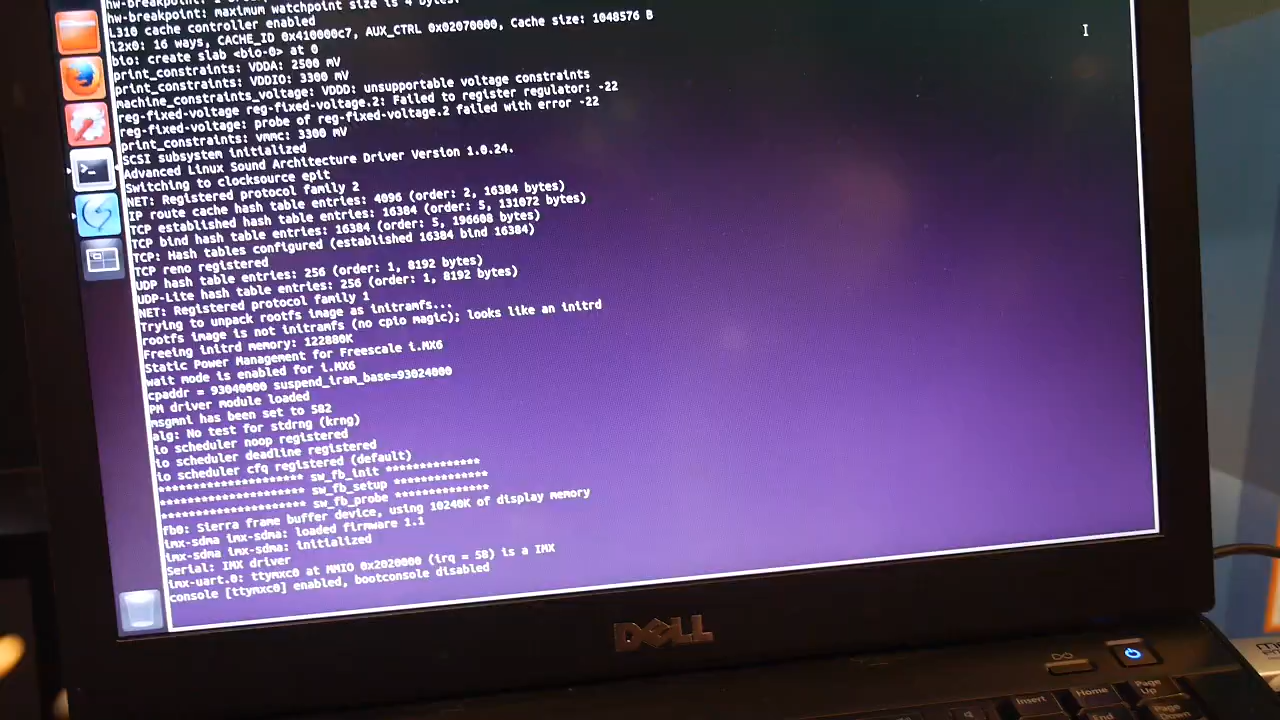 hw-breakpoint: maximum watchpoint size is 4 bytes.
L310 cache controller enabled
l2x0: 16 ways, CACHE_ID 0x410000c7, AUX_CTRL 0x02070000, Cache size: 1048576 B
bio: create slab <bio-0> at 0
print_constraints: VDDA: 2500 mV
print_constraints: VDDIO: 3300 mV
machine_constraints_voltage: VDDD: unsupportable voltage constraints
reg-fixed-voltage reg-fixed-voltage.2: Failed to register regulator: -22
reg-fixed-voltage: probe of reg-fixed-voltage.2 failed with error -22
print_constraints: vmmc: 3300 mV
SCSI subsystem initialized
Advanced Linux Sound Architecture Driver Version 1.0.24.
Switching to clocksource epit
NET: Registered protocol family 2
IP route cache hash table entries: 4096 (order: 2, 16384 bytes)
TCP established hash table entries: 16384 (order: 5, 131072 bytes)
TCP bind hash table entries: 16384 (order: 5, 196608 bytes)
TCP: Hash tables configured (established 16384 bind 16384)
TCP reno registered
UDP hash table entries: 256 (order: 1, 8192 bytes)
UDP-Lite hash table entries: 256 (order: 1, 8192 bytes)
NET: Registered protocol family 1
Trying to unpack rootfs image as initramfs...
rootfs image is not initramfs (no cpio magic); looks like an initrd
Freeing initrd memory: 122880K
Static Power Management for Freescale i.MX6
wait mode is enabled for i.MX6
cpaddr = 93040000 suspend_iram_base=93024000
PM driver module loaded
msgmni has been set to 582
alg: No test for stdrng (krng)
io scheduler noop registered
io scheduler deadline registered
io scheduler cfq registered (default)
********************** sw_fb_init **************
********************** sw_fb_setup **************
********************** sw_fb_probe **************
fb0: Sierra frame buffer device, using 10240K of display memory
imx-sdma imx-sdma: loaded firmware 1.1
imx-sdma imx-sdma: initialized
Serial: IMX driver
imx-uart.0: ttymxc0 at MMIO 0x2020000 (irq = 58) is a IMX
console [ttymxc0] enabled, bootconsole disabled
DELL
Insert
Home
Page Up